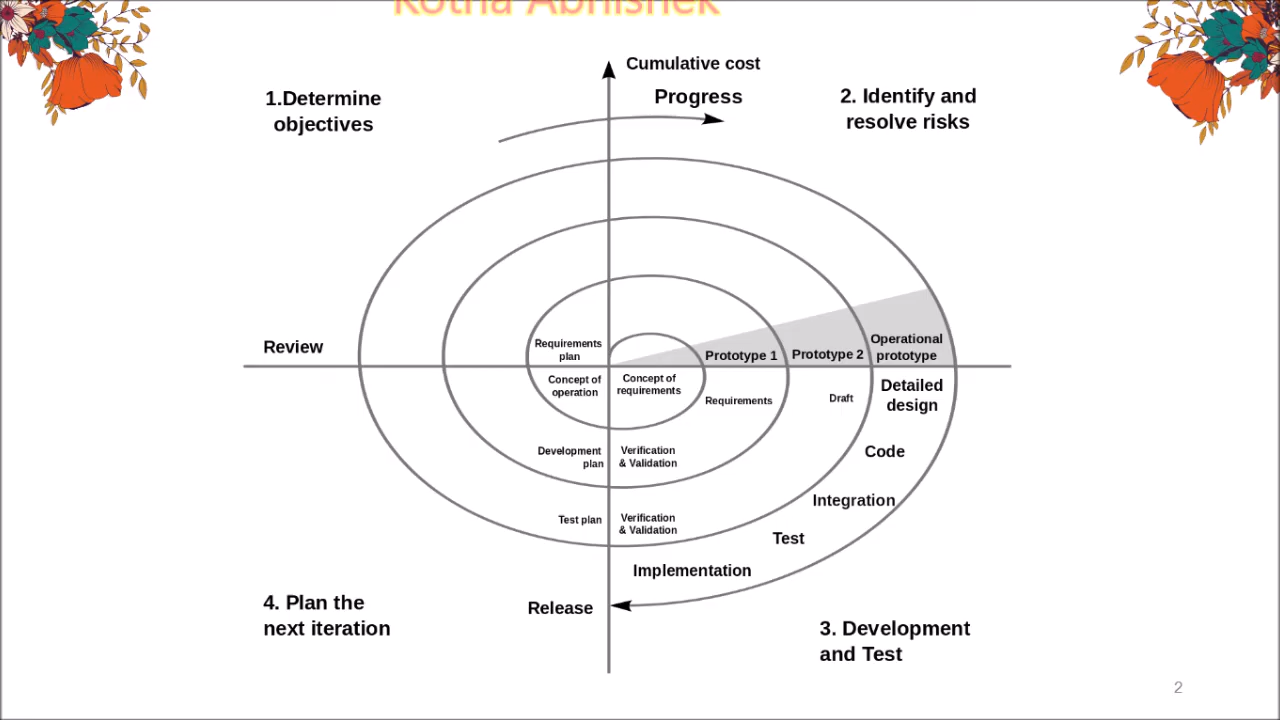 Kotha Abhishek
Cumulative cost
Progress
1.Determine
objectives
2. Identify and
resolve risks
Review
Requirements
plan
Concept of
operation
Concept of
requirements
Prototype 1
Prototype 2
Operational
prototype
Requirements
Draft
Detailed
design
Development
plan
Verification
& Validation
Code
Integration
Test plan
Verification
& Validation
Test
Implementation
Release
4. Plan the
next iteration
3. Development
and Test
2